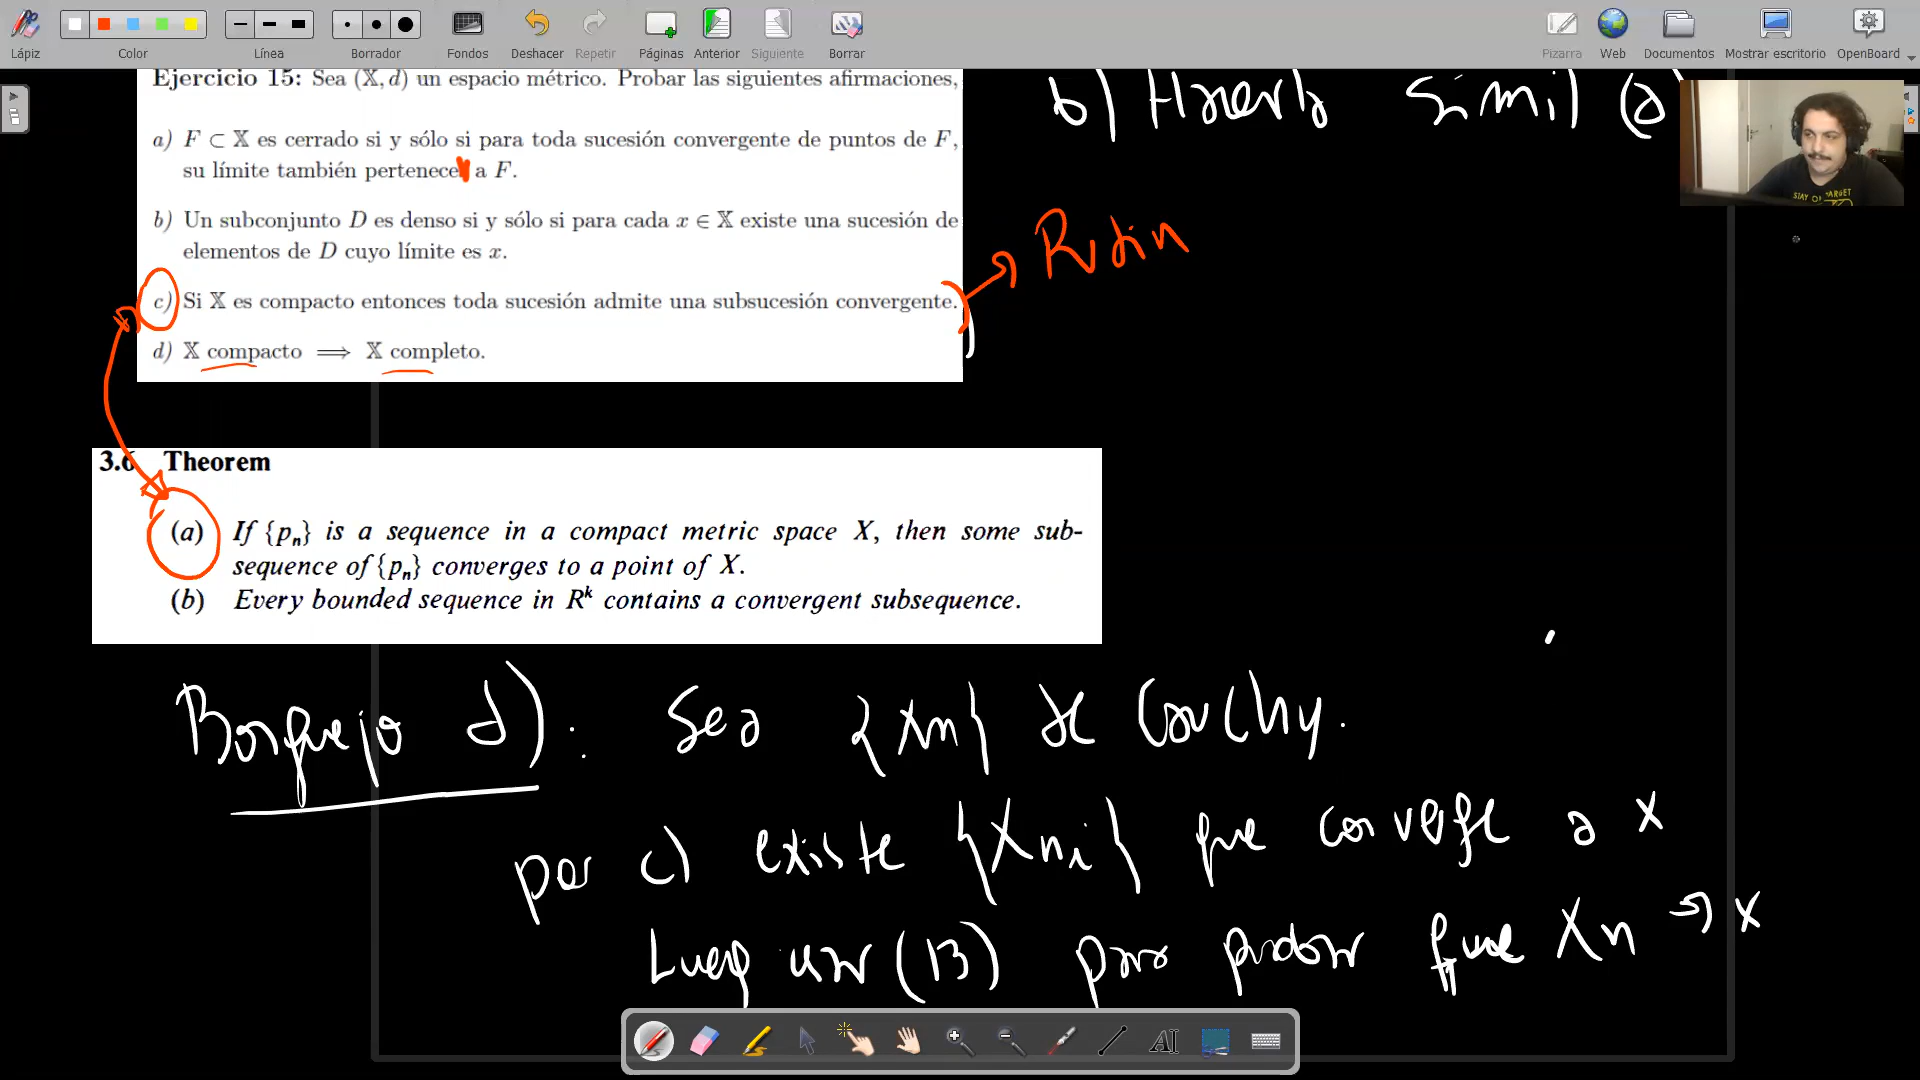 Lápiz Color Línea Borrador Fondos Deshacer Repetir Páginas Anterior Siguiente Borrar Pizarra Web Documentos Mostrar escritorio OpenBoard
Ejercicio 15: Sea (𝕏, d) un espacio métrico. Probar las siguientes afirmaciones,
a) F ⊂ 𝕏 es cerrado si y sólo si para toda sucesión convergente de puntos de F,
su límite también pertenece a F.
b) Un subconjunto D es denso si y sólo si para cada x ∈ 𝕏 existe una sucesión de
elementos de D cuyo límite es x.
c) Si 𝕏 es compacto entonces toda sucesión admite una subsucesión convergente.
d) 𝕏 compacto ⟹ 𝕏 completo.
b) Hacerlo simil (a)
→ Rudin
3.6 Theorem
(a) If {pₙ} is a sequence in a compact metric space X, then some sub-
sequence of {pₙ} converges to a point of X.
(b) Every bounded sequence in Rᵏ contains a convergent subsequence.
Bosquejo d): Sea {xn} de Cauchy.
por c) existe {xni} que converge a x
Luego usar (13) para probar que xn → x
AI